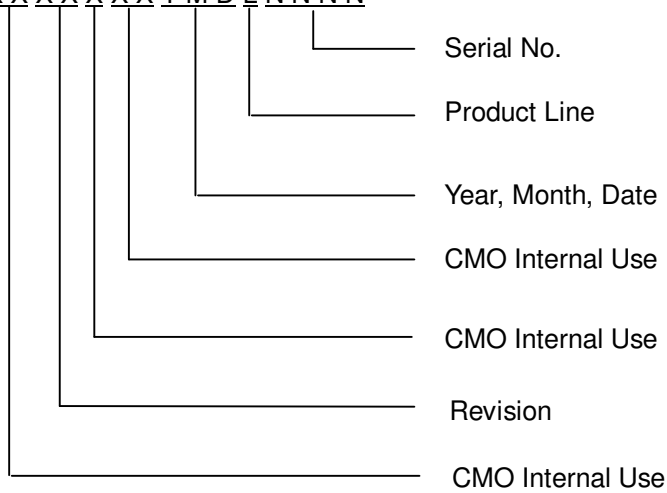 X X X X X X X Y M D L N N N N
Serial No.
Product Line
Year, Month, Date
CMO Internal Use
CMO Internal Use
Revision
CMO Internal Use